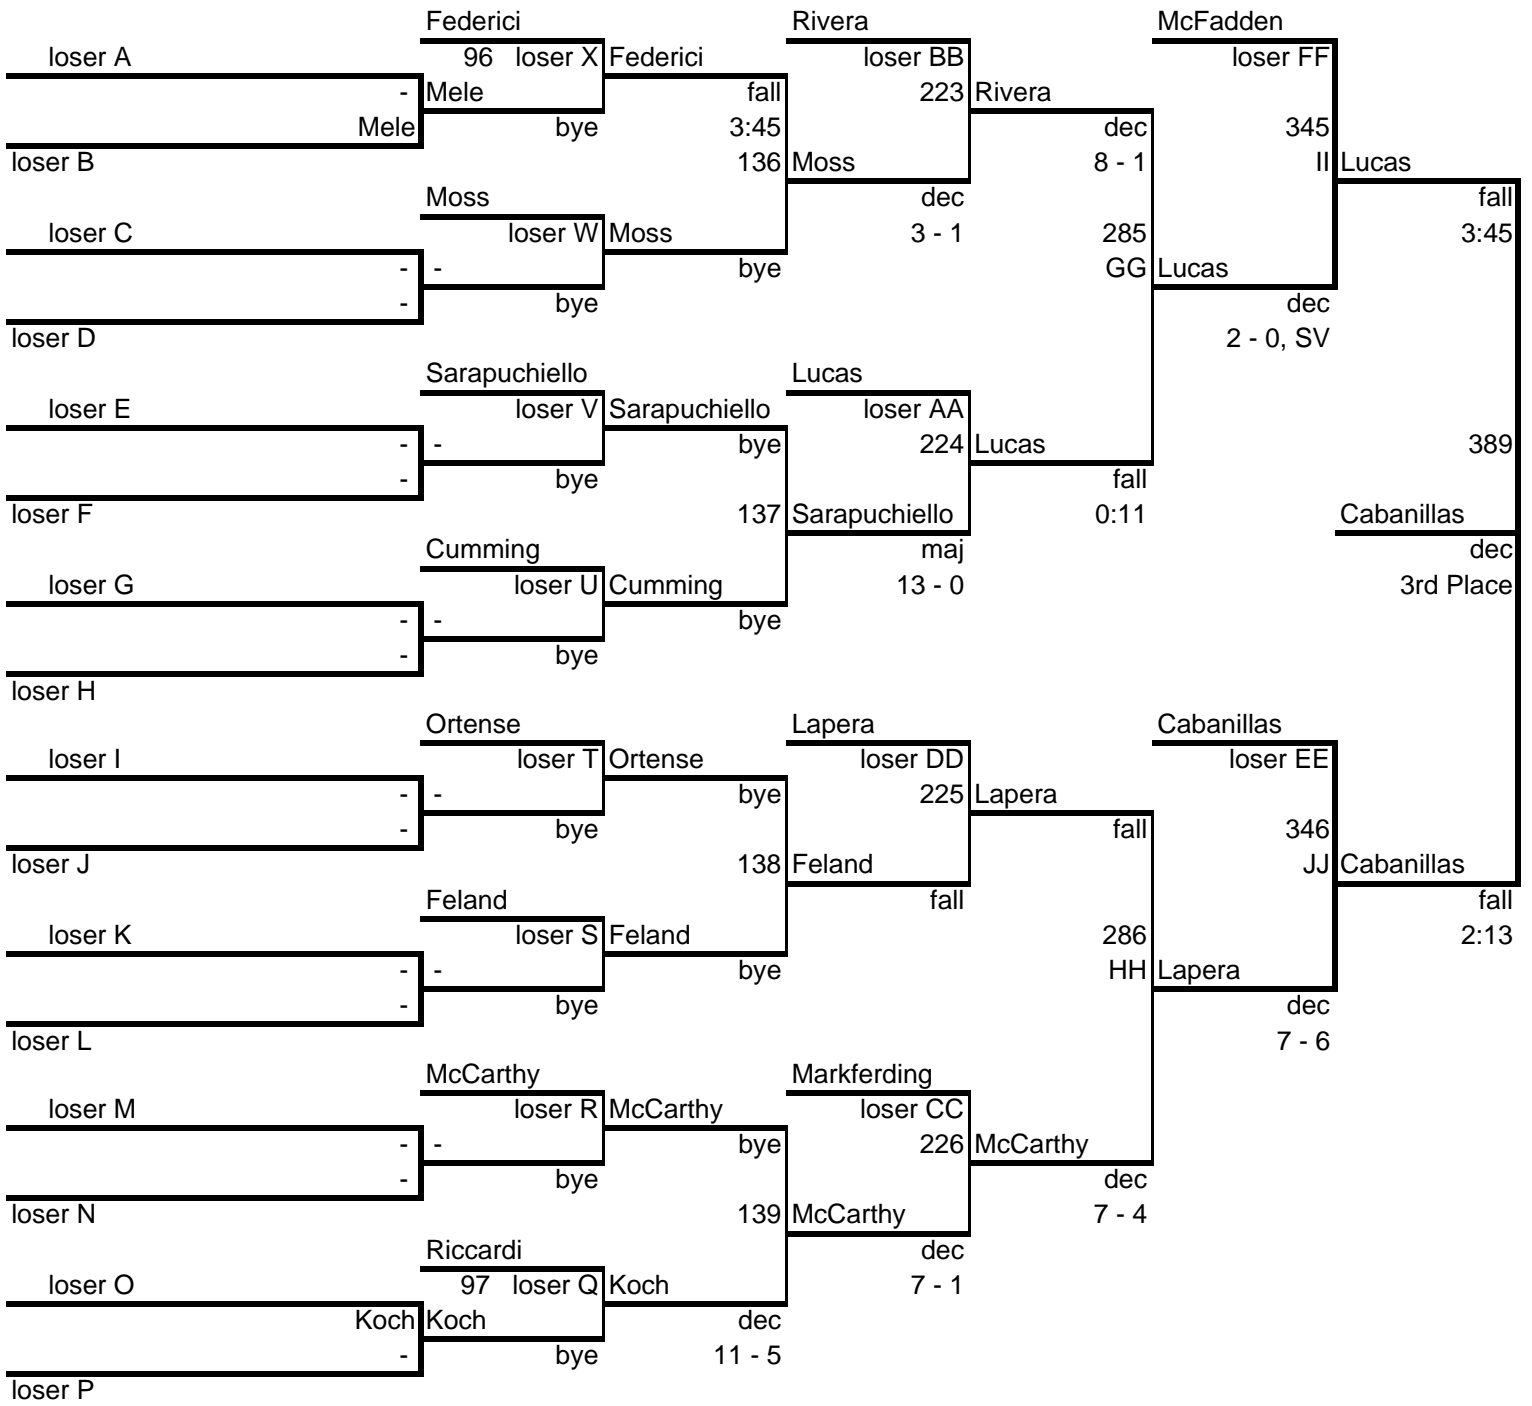 Federici
Rivera
McFadden
loser A
96 loser X
Federici
loser BB
loser FF
-
Mele
fall
223
Rivera
Mele
bye
3:45
dec
345
loser B
136
Moss
8 - 1
II
Lucas
Moss
dec
fall
loser C
loser W
Moss
3 - 1
285
3:45
-
-
bye
GG
Lucas
-
bye
dec
loser D
2 - 0, SV
Sarapuchiello
Lucas
loser E
loser V
Sarapuchiello
loser AA
-
-
bye
224
Lucas
389
-
bye
fall
loser F
137
Sarapuchiello
0:11
Cabanillas
Cumming
maj
dec
loser G
loser U
Cumming
13 - 0
3rd Place
-
-
bye
-
bye
loser H
Ortense
Lapera
Cabanillas
loser I
loser T
Ortense
loser DD
loser EE
-
-
bye
225
Lapera
-
bye
fall
346
loser J
138
Feland
JJ
Cabanillas
Feland
fall
fall
loser K
loser S
Feland
286
2:13
-
-
bye
HH
Lapera
-
bye
dec
loser L
7 - 6
McCarthy
Markferding
loser M
loser R
McCarthy
loser CC
-
-
bye
226
McCarthy
-
bye
dec
loser N
139
McCarthy
7 - 4
Riccardi
dec
loser O
97 loser Q
Koch
7 - 1
Koch
Koch
dec
-
bye
11 - 5
loser P